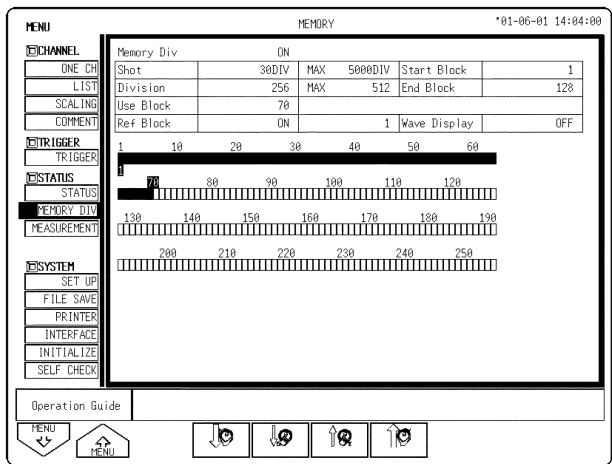 MENU MEMORY '01-06-01 14:04:00
CHANNEL
ONE CH
LIST
SCALING
COMMENT
TRIGGER
TRIGGER
STATUS
STATUS
MEMORY DIV
MEASUREMENT
SYSTEM
SET UP
FILE SAVE
PRINTER
INTERFACE
INITIALIZE
SELF CHECK
Memory Div ON
Shot 30DIV MAX 5000DIV Start Block 1
Division 256 MAX 512 End Block 128
Use Block 70
Ref Block ON 1 Wave Display OFF
1 10 20 30 40 50 60
1
70 80 90 100 110 120
130 140 150 160 170 180 190
200 210 220 230 240 250
Operation Guide
MENU
MENU